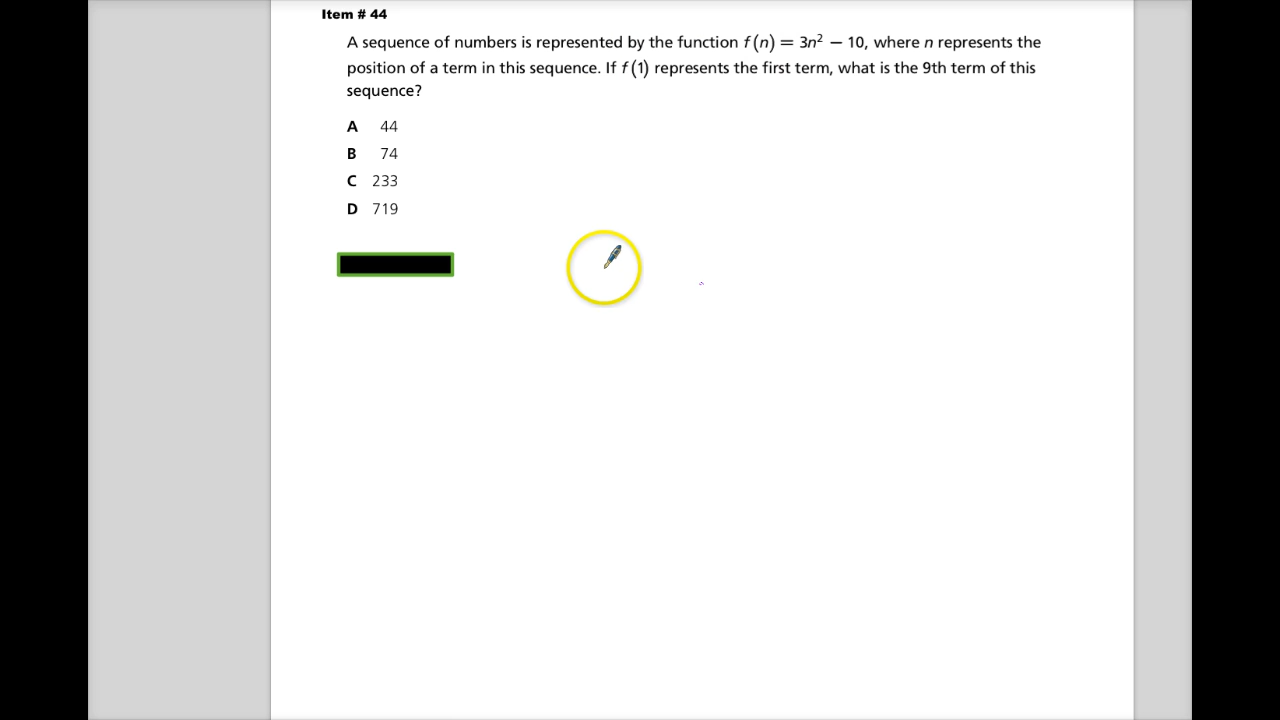 Item # 44
A sequence of numbers is represented by the function f(n) = 3n² − 10, where n represents the
position of a term in this sequence. If f(1) represents the first term, what is the 9th term of this
sequence?
A 44
B 74
C 233
D 719